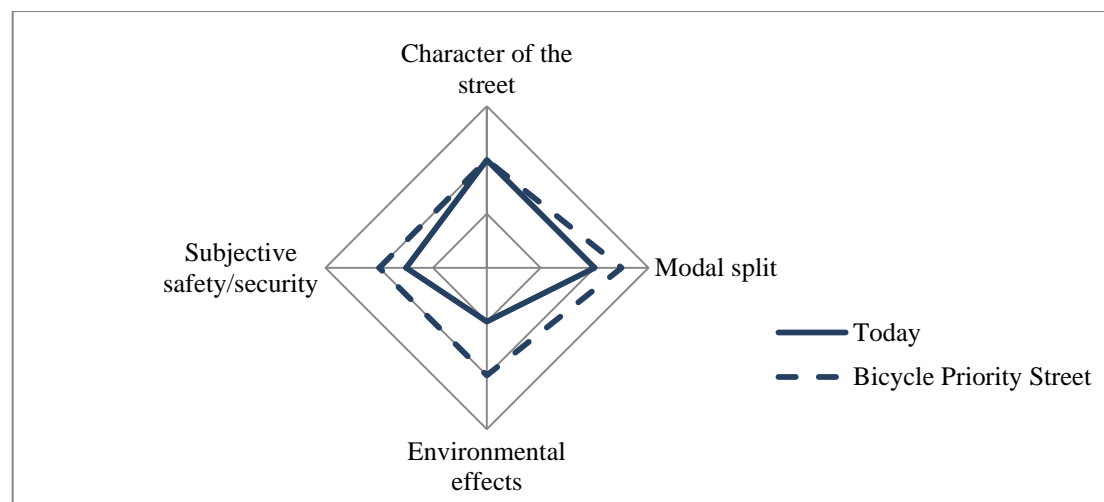 Character of the
street
Subjective
safety/security
Modal split
Today
Bicycle Priority Street
Environmental
effects